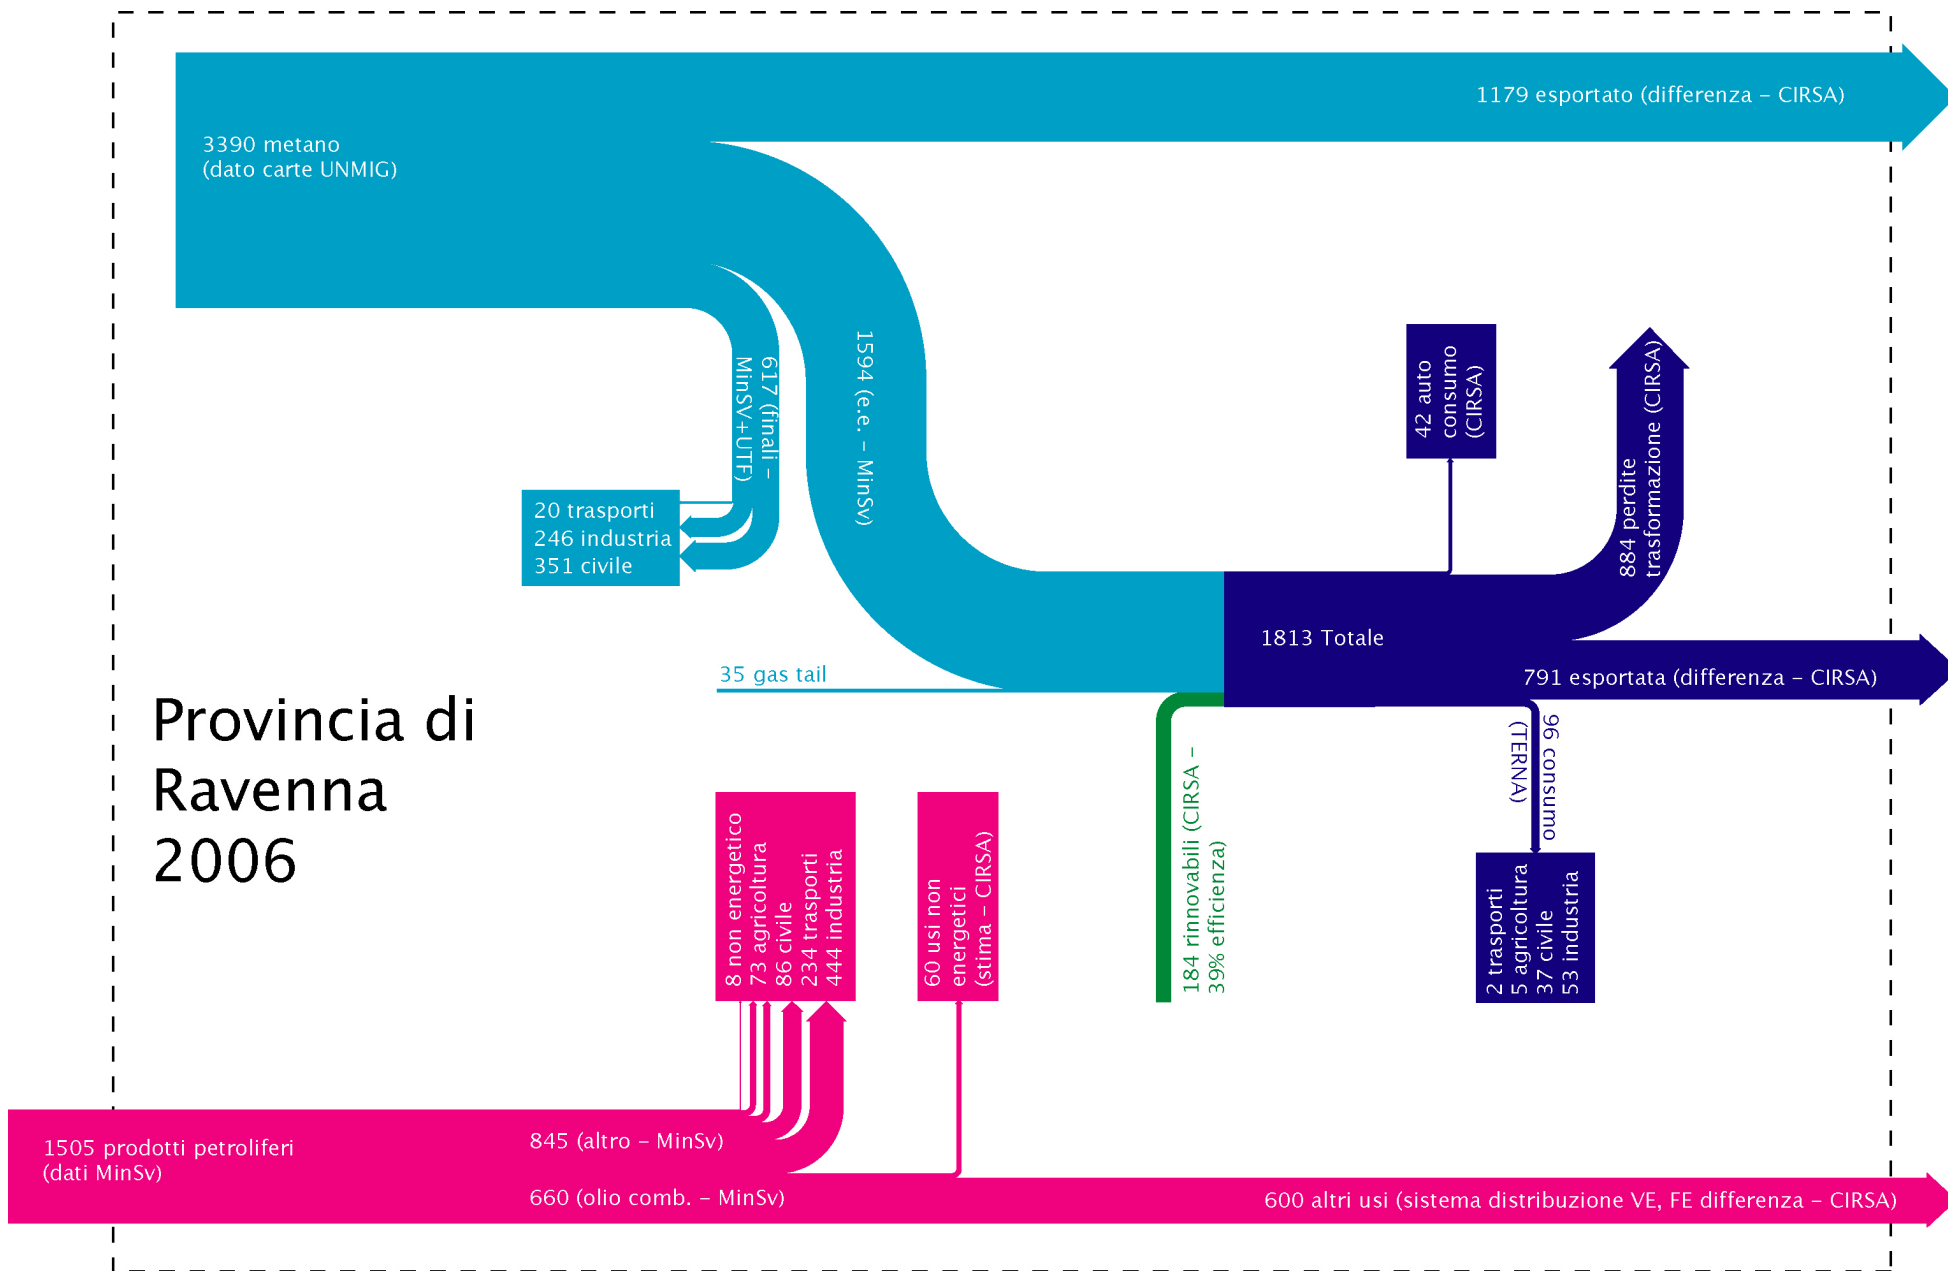 1179 esportato (differenza – CIRSA)
3390 metano
(dato carte UNMIG)
617 (finali –
MinSV+UTF)
1594 (e.e. – MinSv)
42 auto
consumo
(CIRSA)
884 perdite
trasformazione (CIRSA)
20 trasporti
246 industria
351 civile
1813 Totale
35 gas tail
791 esportata (differenza – CIRSA)
Provincia di
Ravenna
2006
96 consumo
(TERNA)
184 rinnovabili (CIRSA –
39% efficienza)
8 non energetico
73 agricoltura
86 civile
234 trasporti
444 industria
60 usi non
energetici
(stima – CIRSA)
2 trasporti
5 agricoltura
37 civile
53 industria
1505 prodotti petroliferi
(dati MinSv)
845 (altro – MinSv)
660 (olio comb. – MinSv)
600 altri usi (sistema distribuzione VE, FE differenza – CIRSA)